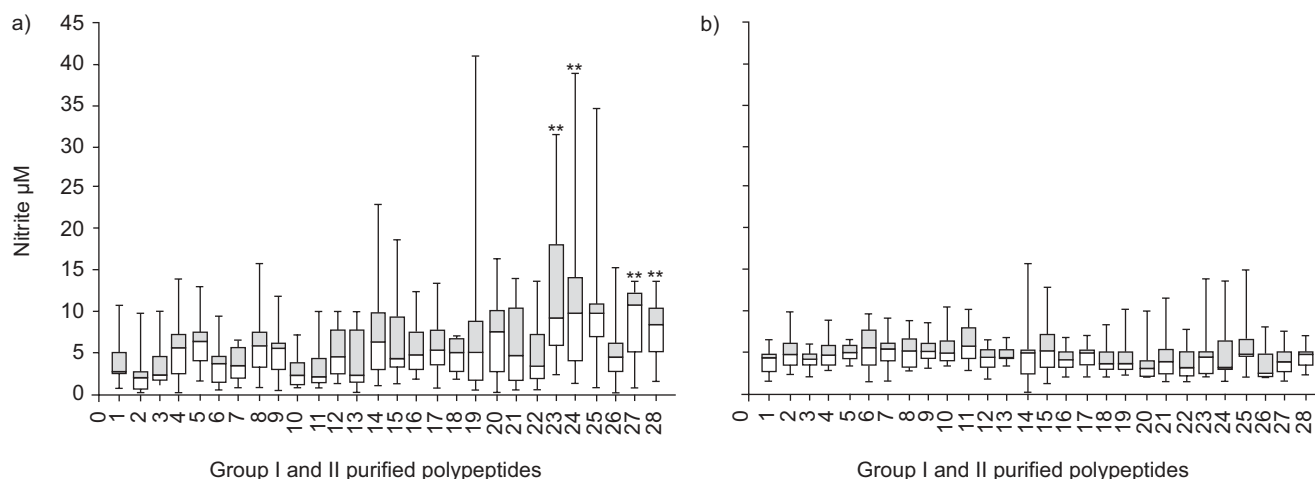 a)
Nitrite µM
45
40
35
30
25
20
15
10
5
0
** ** ** **
0 1 2 3 4 5 6 7 8 9 10 11 12 13 14 15 16 17 18 19 20 21 22 23 24 25 26 27 28
Group I and II purified polypeptides
b)
0 1 2 3 4 5 6 7 8 9 10 11 12 13 14 15 16 17 18 19 20 21 22 23 24 25 26 27 28
Group I and II purified polypeptides